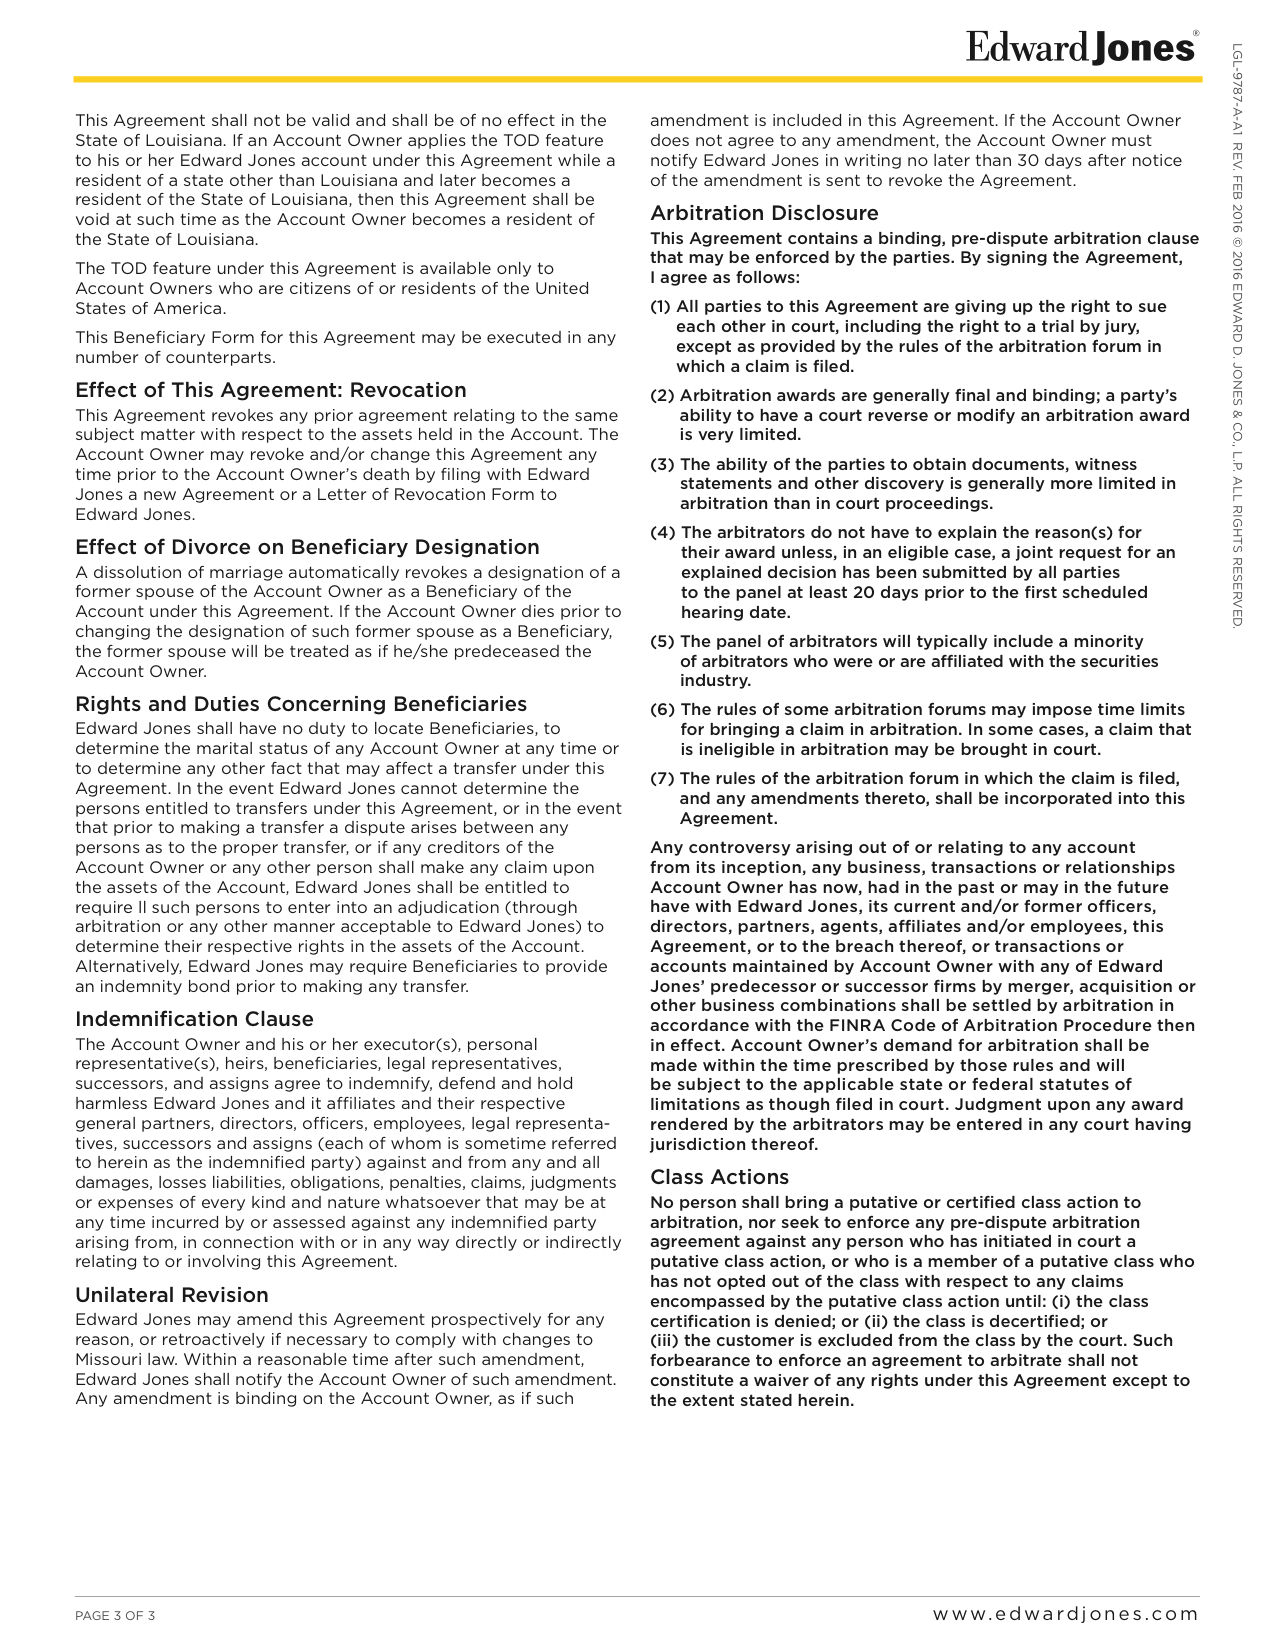 Edward Jones®
This Agreement shall not be valid and shall be of no effect in the
State of Louisiana. If an Account Owner applies the TOD feature
to his or her Edward Jones account under this Agreement while a
resident of a state other than Louisiana and later becomes a
resident of the State of Louisiana, then this Agreement shall be
void at such time as the Account Owner becomes a resident of
the State of Louisiana.
The TOD feature under this Agreement is available only to
Account Owners who are citizens of or residents of the United
States of America.
This Beneficiary Form for this Agreement may be executed in any
number of counterparts.
Effect of This Agreement: Revocation
This Agreement revokes any prior agreement relating to the same
subject matter with respect to the assets held in the Account. The
Account Owner may revoke and/or change this Agreement any
time prior to the Account Owner’s death by filing with Edward
Jones a new Agreement or a Letter of Revocation Form to
Edward Jones.
Effect of Divorce on Beneficiary Designation
A dissolution of marriage automatically revokes a designation of a
former spouse of the Account Owner as a Beneficiary of the
Account under this Agreement. If the Account Owner dies prior to
changing the designation of such former spouse as a Beneficiary,
the former spouse will be treated as if he/she predeceased the
Account Owner.
Rights and Duties Concerning Beneficiaries
Edward Jones shall have no duty to locate Beneficiaries, to
determine the marital status of any Account Owner at any time or
to determine any other fact that may affect a transfer under this
Agreement. In the event Edward Jones cannot determine the
persons entitled to transfers under this Agreement, or in the event
that prior to making a transfer a dispute arises between any
persons as to the proper transfer, or if any creditors of the
Account Owner or any other person shall make any claim upon
the assets of the Account, Edward Jones shall be entitled to
require ll such persons to enter into an adjudication (through
arbitration or any other manner acceptable to Edward Jones) to
determine their respective rights in the assets of the Account.
Alternatively, Edward Jones may require Beneficiaries to provide
an indemnity bond prior to making any transfer.
Indemnification Clause
The Account Owner and his or her executor(s), personal
representative(s), heirs, beneficiaries, legal representatives,
successors, and assigns agree to indemnify, defend and hold
harmless Edward Jones and it affiliates and their respective
general partners, directors, officers, employees, legal representa-
tives, successors and assigns (each of whom is sometime referred
to herein as the indemnified party) against and from any and all
damages, losses liabilities, obligations, penalties, claims, judgments
or expenses of every kind and nature whatsoever that may be at
any time incurred by or assessed against any indemnified party
arising from, in connection with or in any way directly or indirectly
relating to or involving this Agreement.
Unilateral Revision
Edward Jones may amend this Agreement prospectively for any
reason, or retroactively if necessary to comply with changes to
Missouri law. Within a reasonable time after such amendment,
Edward Jones shall notify the Account Owner of such amendment.
Any amendment is binding on the Account Owner, as if such
amendment is included in this Agreement. If the Account Owner
does not agree to any amendment, the Account Owner must
notify Edward Jones in writing no later than 30 days after notice
of the amendment is sent to revoke the Agreement.
Arbitration Disclosure
This Agreement contains a binding, pre-dispute arbitration clause
that may be enforced by the parties. By signing the Agreement,
I agree as follows:
(1) All parties to this Agreement are giving up the right to sue
each other in court, including the right to a trial by jury,
except as provided by the rules of the arbitration forum in
which a claim is filed.
(2) Arbitration awards are generally final and binding; a party’s
ability to have a court reverse or modify an arbitration award
is very limited.
(3) The ability of the parties to obtain documents, witness
statements and other discovery is generally more limited in
arbitration than in court proceedings.
(4) The arbitrators do not have to explain the reason(s) for
their award unless, in an eligible case, a joint request for an
explained decision has been submitted by all parties
to the panel at least 20 days prior to the first scheduled
hearing date.
(5) The panel of arbitrators will typically include a minority
of arbitrators who were or are affiliated with the securities
industry.
(6) The rules of some arbitration forums may impose time limits
for bringing a claim in arbitration. In some cases, a claim that
is ineligible in arbitration may be brought in court.
(7) The rules of the arbitration forum in which the claim is filed,
and any amendments thereto, shall be incorporated into this
Agreement.
Any controversy arising out of or relating to any account
from its inception, any business, transactions or relationships
Account Owner has now, had in the past or may in the future
have with Edward Jones, its current and/or former officers,
directors, partners, agents, affiliates and/or employees, this
Agreement, or to the breach thereof, or transactions or
accounts maintained by Account Owner with any of Edward
Jones’ predecessor or successor firms by merger, acquisition or
other business combinations shall be settled by arbitration in
accordance with the FINRA Code of Arbitration Procedure then
in effect. Account Owner’s demand for arbitration shall be
made within the time prescribed by those rules and will
be subject to the applicable state or federal statutes of
limitations as though filed in court. Judgment upon any award
rendered by the arbitrators may be entered in any court having
jurisdiction thereof.
Class Actions
No person shall bring a putative or certified class action to
arbitration, nor seek to enforce any pre-dispute arbitration
agreement against any person who has initiated in court a
putative class action, or who is a member of a putative class who
has not opted out of the class with respect to any claims
encompassed by the putative class action until: (i) the class
certification is denied; or (ii) the class is decertified; or
(iii) the customer is excluded from the class by the court. Such
forbearance to enforce an agreement to arbitrate shall not
constitute a waiver of any rights under this Agreement except to
the extent stated herein.
LGL-9787-A-A1 REV. FEB 2016 © 2016 EDWARD D. JONES & CO., L.P. ALL RIGHTS RESERVED.
PAGE 3 OF 3
www.edwardjones.com